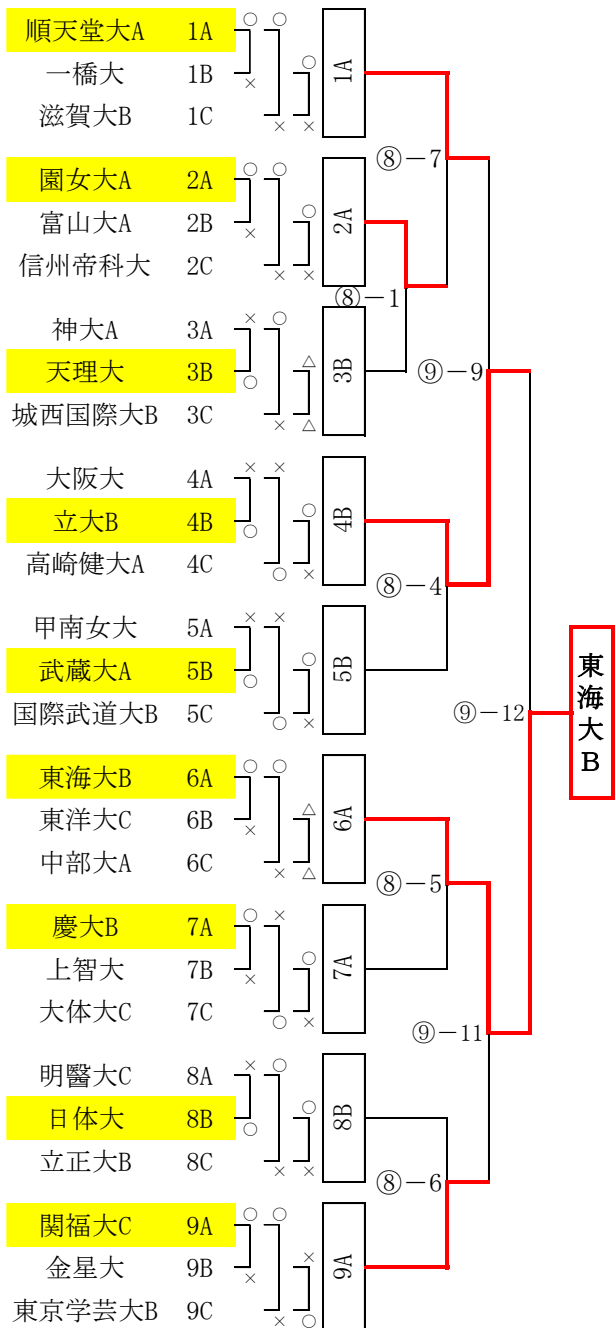 順天堂大A 1A ○ ○
一橋大 1B × ○
滋賀大B 1C × ×
1A
⑧－7
園女大A 2A ○ ○
富山大A 2B × ○
信州帝科大 2C × ×
2A
⑧－1
神大A 3A × ○
天理大 3B ○ △
城西国際大B 3C × △
3B
⑨－9
大阪大 4A × ×
立大B 4B ○ ○
高崎健大A 4C ○ ×
4B
⑧－4
甲南女大 5A × ×
武蔵大A 5B ○ ○
国際武道大B 5C ○ ×
5B
⑨－12
東海大B
東海大B 6A ○ ○
東洋大C 6B × △
中部大A 6C × △
6A
⑧－5
慶大B 7A ○ ×
上智大 7B × ○
大体大C 7C ○ ×
7A
⑨－11
明醫大C 8A × ○
日体大 8B ○ ○
立正大B 8C × ×
8B
⑧－6
関福大C 9A ○ ○
金星大 9B × ×
東京学芸大B 9C × ○
9A